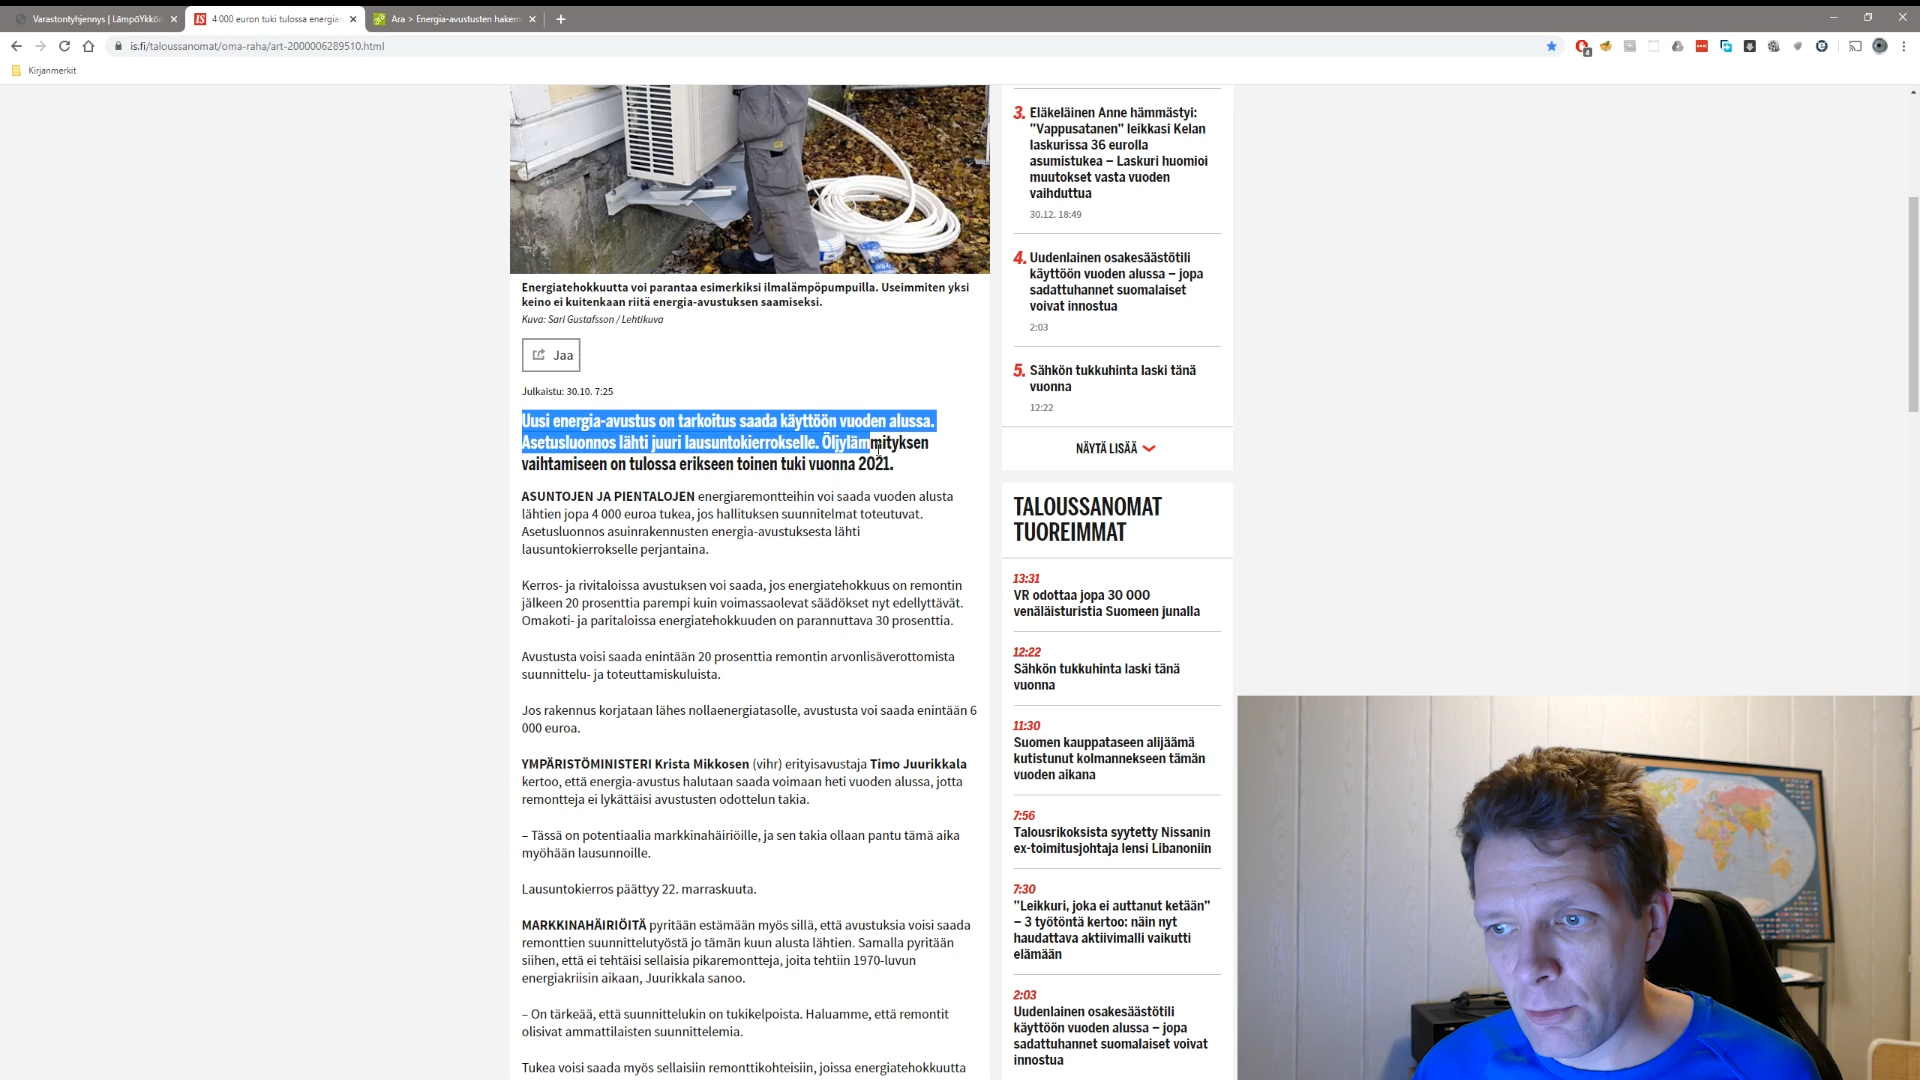 Varastontyhjennys | LämpöYkkön
4 000 euron tuki tulossa energiar
Ara > Energia-avustusten hakem
is.fi/taloussanomat/oma-raha/art-2000006289510.html
Kirjanmerkit
Energiatehokkuutta voi parantaa esimerkiksi ilmalämpöpumpuilla. Useimmiten yksi
keino ei kuitenkaan riitä energia-avustuksen saamiseksi.
Kuva: Sari Gustafsson / Lehtikuva
Jaa
Julkaistu: 30.10. 7:25
Uusi energia-avustus on tarkoitus saada käyttöön vuoden alussa.
Asetusluonnos lähti juuri lausuntokierrokselle. Öljylämmityksen
vaihtamiseen on tulossa erikseen toinen tuki vuonna 2021.
ASUNTOJEN JA PIENTALOJEN energiaremontteihin voi saada vuoden alusta
lähtien jopa 4 000 euroa tukea, jos hallituksen suunnitelmat toteutuvat.
Asetusluonnos asuinrakennusten energia-avustuksesta lähti
lausuntokierrokselle perjantaina.
Kerros- ja rivitaloissa avustuksen voi saada, jos energiatehokkuus on remontin
jälkeen 20 prosenttia parempi kuin voimassaolevat säädökset nyt edellyttävät.
Omakoti- ja paritaloissa energiatehokkuuden on parannuttava 30 prosenttia.
Avustusta voisi saada enintään 20 prosenttia remontin arvonlisäverottomista
suunnittelu- ja toteuttamiskuluista.
Jos rakennus korjataan lähes nollaenergiatasolle, avustusta voi saada enintään 6
000 euroa.
YMPÄRISTÖMINISTERI Krista Mikkosen (vihr) erityisavustaja Timo Juurikkala
kertoo, että energia-avustus halutaan saada voimaan heti vuoden alussa, jotta
remontteja ei lykättäisi avustusten odottelun takia.
– Tässä on potentiaalia markkinahäiriöille, ja sen takia ollaan pantu tämä aika
myöhään lausunnoille.
Lausuntokierros päättyy 22. marraskuuta.
MARKKINAHÄIRIÖITÄ pyritään estämään myös sillä, että avustuksia voisi saada
remonttien suunnittelutyöstä jo tämän kuun alusta lähtien. Samalla pyritään
siihen, että ei tehtäisi sellaisia pikaremontteja, joita tehtiin 1970-luvun
energiakriisin aikaan, Juurikkala sanoo.
– On tärkeää, että suunnittelukin on tukikelpoista. Haluamme, että remontit
olisivat ammattilaisten suunnittelemia.
Tukea voisi saada myös sellaisiin remonttikohteisiin, joissa energiatehokkuutta
3. Eläkeläinen Anne hämmästyi:
"Vappusatanen" leikkasi Kelan
laskurissa 36 eurolla
asumistukea – Laskuri huomioi
muutokset vasta vuoden
vaihduttua
30.12. 18:49
4. Uudenlainen osakesäästötili
käyttöön vuoden alussa – jopa
sadattuhannet suomalaiset
voivat innostua
2:03
5. Sähkön tukkuhinta laski tänä
vuonna
12:22
NÄYTÄ LISÄÄ
TALOUSSANOMAT
TUOREIMMAT
13:31
VR odottaa jopa 30 000
venäläisturistia Suomeen junalla
12:22
Sähkön tukkuhinta laski tänä
vuonna
11:30
Suomen kauppataseen alijäämä
kutistunut kolmannekseen tämän
vuoden aikana
7:56
Talousrikoksista syytetty Nissanin
ex-toimitusjohtaja lensi Libanoniin
7:30
"Leikkuri, joka ei auttanut ketään"
– 3 työtöntä kertoo: näin nyt
haudattava aktiivimalli vaikutti
elämään
2:03
Uudenlainen osakesäästötili
käyttöön vuoden alussa – jopa
sadattuhannet suomalaiset voivat
innostua